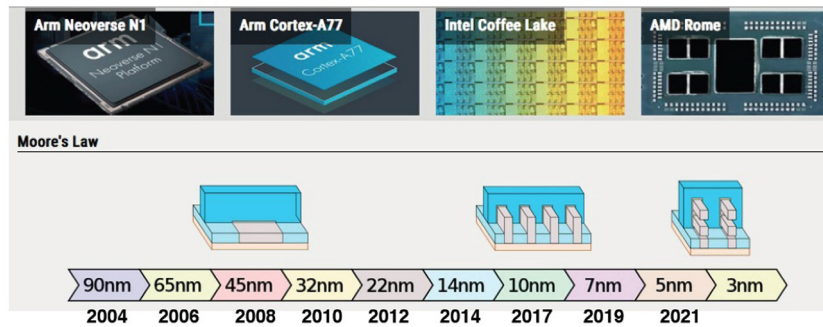 Arm Neoverse N1
Arm Cortex-A77
Intel Coffee Lake
AMD Rome
arm
Neoverse N1
Platform
arm
Cortex-A77
Moore's Law
90nm 65nm 45nm 32nm 22nm 14nm 10nm 7nm 5nm 3nm
2004 2006 2008 2010 2012 2014 2017 2019 2021